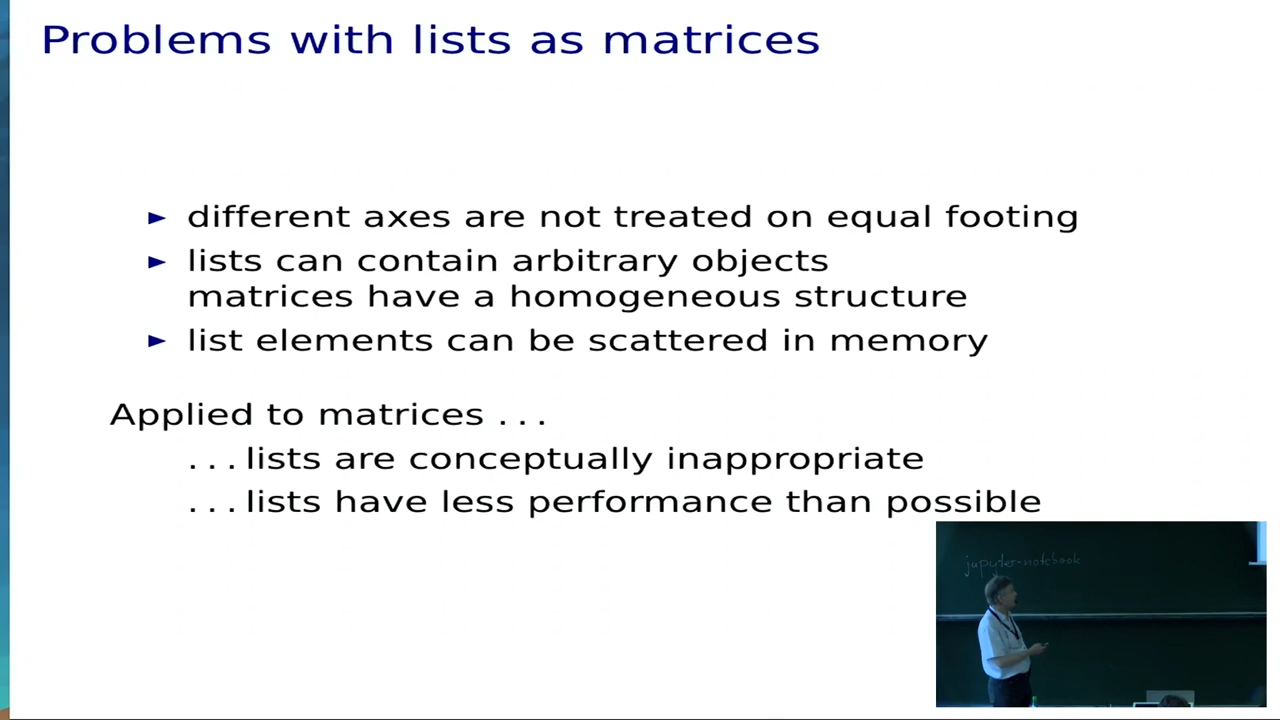 Problems with lists as matrices
► different axes are not treated on equal footing
► lists can contain arbitrary objects
matrices have a homogeneous structure
► list elements can be scattered in memory
Applied to matrices . . .
. . . lists are conceptually inappropriate
. . . lists have less performance than possible
jupyter-notebook